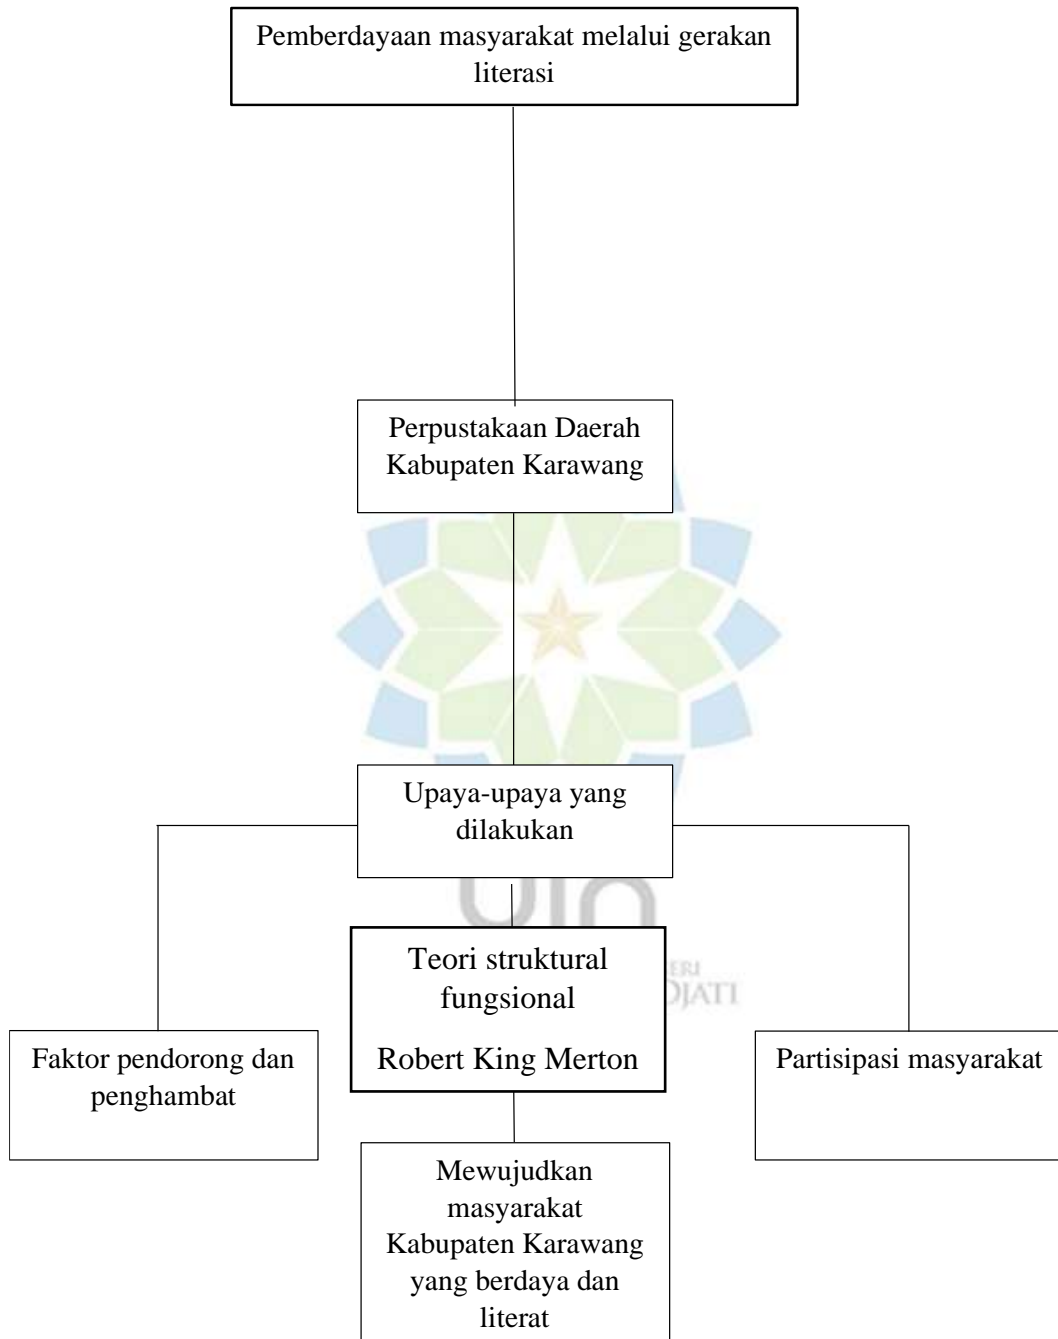 Pemberdayaan masyarakat melalui gerakan
literasi
Perpustakaan Daerah
Kabupaten Karawang
Upaya-upaya yang
dilakukan
Teori struktural
fungsional
Robert King Merton
Faktor pendorong dan
penghambat
Partisipasi masyarakat
Mewujudkan
masyarakat
Kabupaten Karawang
yang berdaya dan
literat